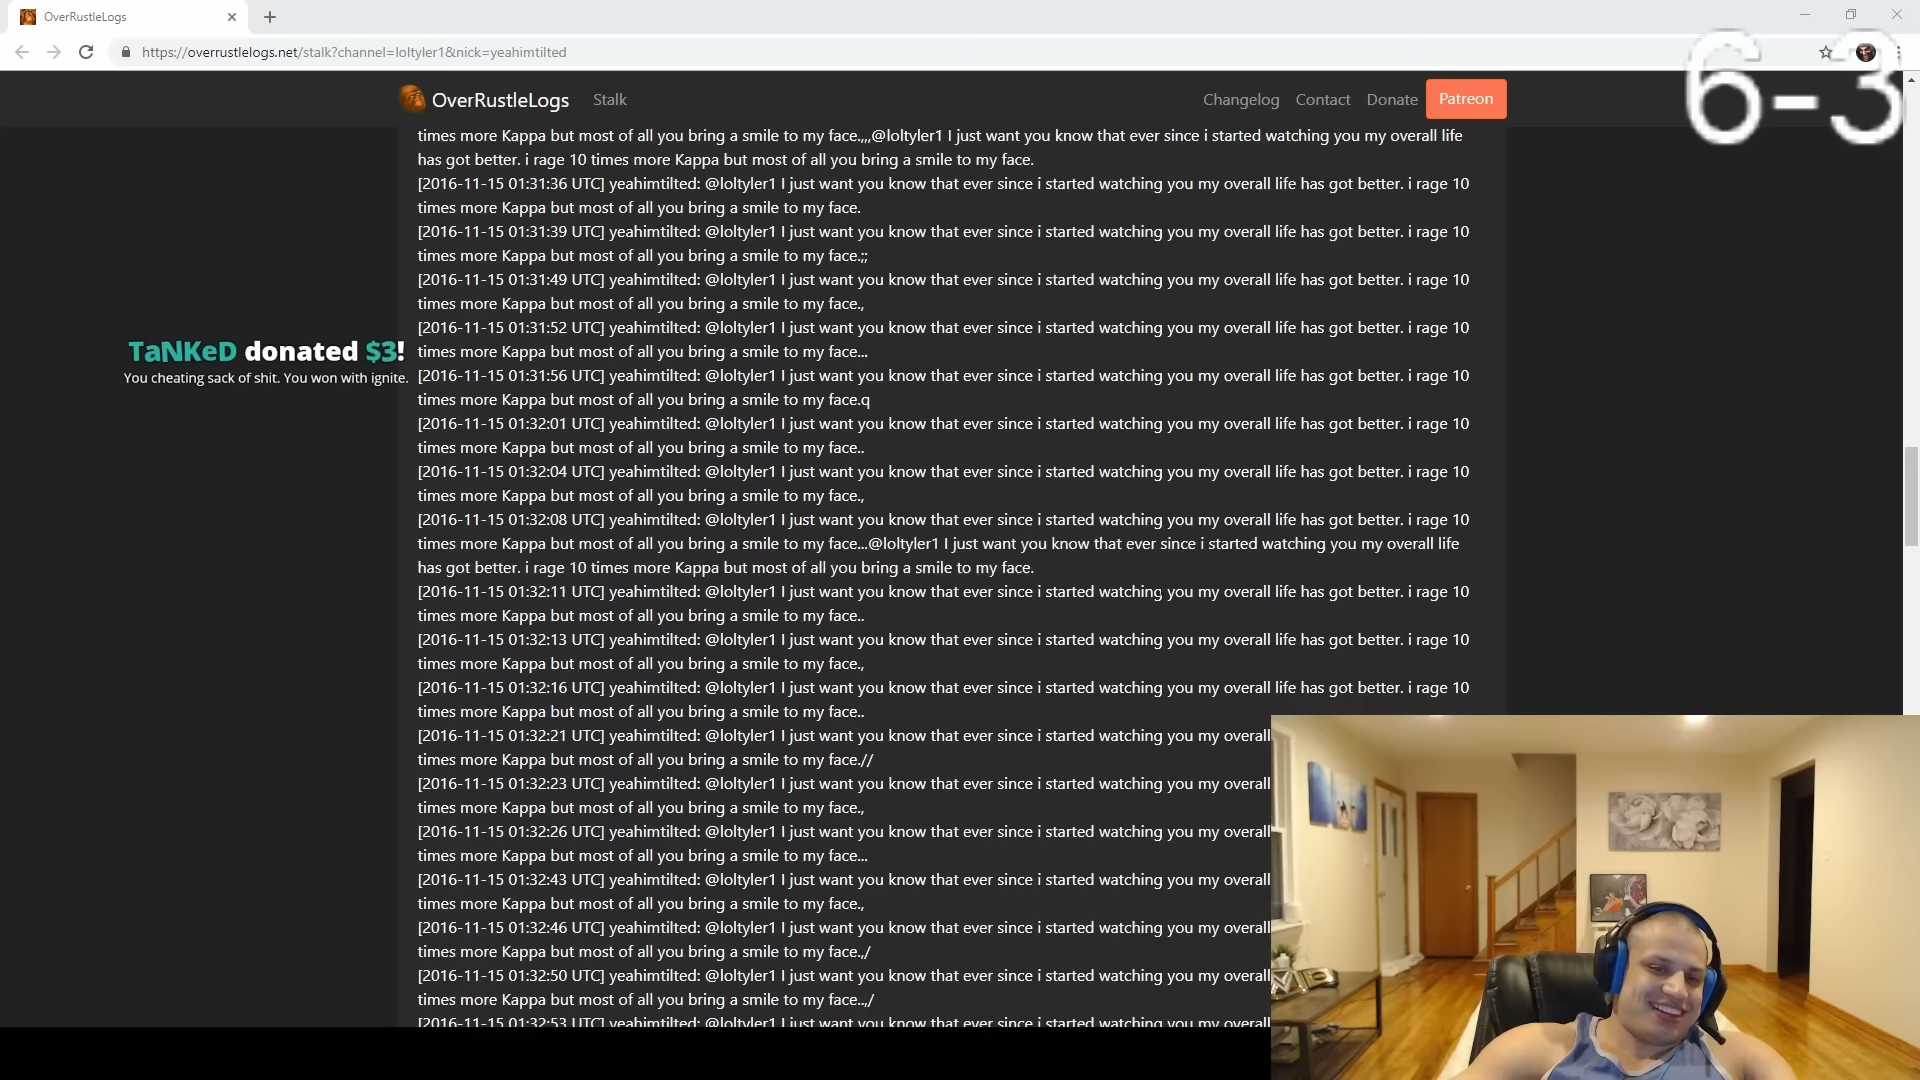 OverRustleLogs
https://overrustlelogs.net/stalk?channel=loltyler1&nick=yeahimtilted
6-3
OverRustleLogs Stalk Changelog Contact Donate Patreon
times more Kappa but most of all you bring a smile to my face.,,,@loltyler1 I just want you know that ever since i started watching you my overall life
has got better. i rage 10 times more Kappa but most of all you bring a smile to my face.
[2016-11-15 01:31:36 UTC] yeahimtilted: @loltyler1 I just want you know that ever since i started watching you my overall life has got better. i rage 10
times more Kappa but most of all you bring a smile to my face.
[2016-11-15 01:31:39 UTC] yeahimtilted: @loltyler1 I just want you know that ever since i started watching you my overall life has got better. i rage 10
times more Kappa but most of all you bring a smile to my face.;;
[2016-11-15 01:31:49 UTC] yeahimtilted: @loltyler1 I just want you know that ever since i started watching you my overall life has got better. i rage 10
times more Kappa but most of all you bring a smile to my face.,
[2016-11-15 01:31:52 UTC] yeahimtilted: @loltyler1 I just want you know that ever since i started watching you my overall life has got better. i rage 10
times more Kappa but most of all you bring a smile to my face...
TaNKeD donated $3!
You cheating sack of shit. You won with ignite.
[2016-11-15 01:31:56 UTC] yeahimtilted: @loltyler1 I just want you know that ever since i started watching you my overall life has got better. i rage 10
times more Kappa but most of all you bring a smile to my face.q
[2016-11-15 01:32:01 UTC] yeahimtilted: @loltyler1 I just want you know that ever since i started watching you my overall life has got better. i rage 10
times more Kappa but most of all you bring a smile to my face..
[2016-11-15 01:32:04 UTC] yeahimtilted: @loltyler1 I just want you know that ever since i started watching you my overall life has got better. i rage 10
times more Kappa but most of all you bring a smile to my face.,
[2016-11-15 01:32:08 UTC] yeahimtilted: @loltyler1 I just want you know that ever since i started watching you my overall life has got better. i rage 10
times more Kappa but most of all you bring a smile to my face...@loltyler1 I just want you know that ever since i started watching you my overall life
has got better. i rage 10 times more Kappa but most of all you bring a smile to my face.
[2016-11-15 01:32:11 UTC] yeahimtilted: @loltyler1 I just want you know that ever since i started watching you my overall life has got better. i rage 10
times more Kappa but most of all you bring a smile to my face..
[2016-11-15 01:32:13 UTC] yeahimtilted: @loltyler1 I just want you know that ever since i started watching you my overall life has got better. i rage 10
times more Kappa but most of all you bring a smile to my face.,
[2016-11-15 01:32:16 UTC] yeahimtilted: @loltyler1 I just want you know that ever since i started watching you my overall life has got better. i rage 10
times more Kappa but most of all you bring a smile to my face..
[2016-11-15 01:32:21 UTC] yeahimtilted: @loltyler1 I just want you know that ever since i started watching you my overall
times more Kappa but most of all you bring a smile to my face.//
[2016-11-15 01:32:23 UTC] yeahimtilted: @loltyler1 I just want you know that ever since i started watching you my overall
times more Kappa but most of all you bring a smile to my face.,
[2016-11-15 01:32:26 UTC] yeahimtilted: @loltyler1 I just want you know that ever since i started watching you my overall
times more Kappa but most of all you bring a smile to my face...
[2016-11-15 01:32:43 UTC] yeahimtilted: @loltyler1 I just want you know that ever since i started watching you my overall
times more Kappa but most of all you bring a smile to my face.,
[2016-11-15 01:32:46 UTC] yeahimtilted: @loltyler1 I just want you know that ever since i started watching you my overall
times more Kappa but most of all you bring a smile to my face.,/
[2016-11-15 01:32:50 UTC] yeahimtilted: @loltyler1 I just want you know that ever since i started watching you my overall
times more Kappa but most of all you bring a smile to my face..,/
[2016-11-15 01:32:53 UTC] yeahimtilted: @loltyler1 I just want you know that ever since i started watching you my overall